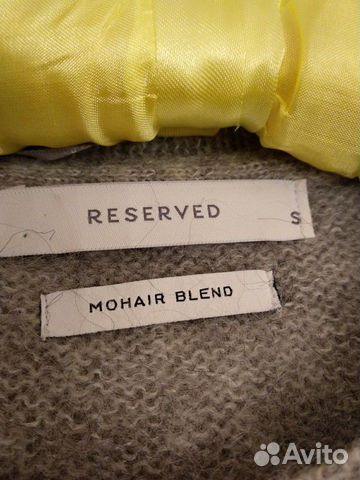 RESERVED S
MOHAIR BLEND
Avito